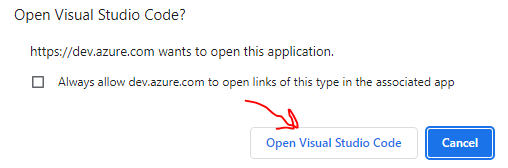 Open Visual Studio Code?
https://dev.azure.com wants to open this application.
Always allow dev.azure.com to open links of this type in the associated app
Open Visual Studio Code
Cancel